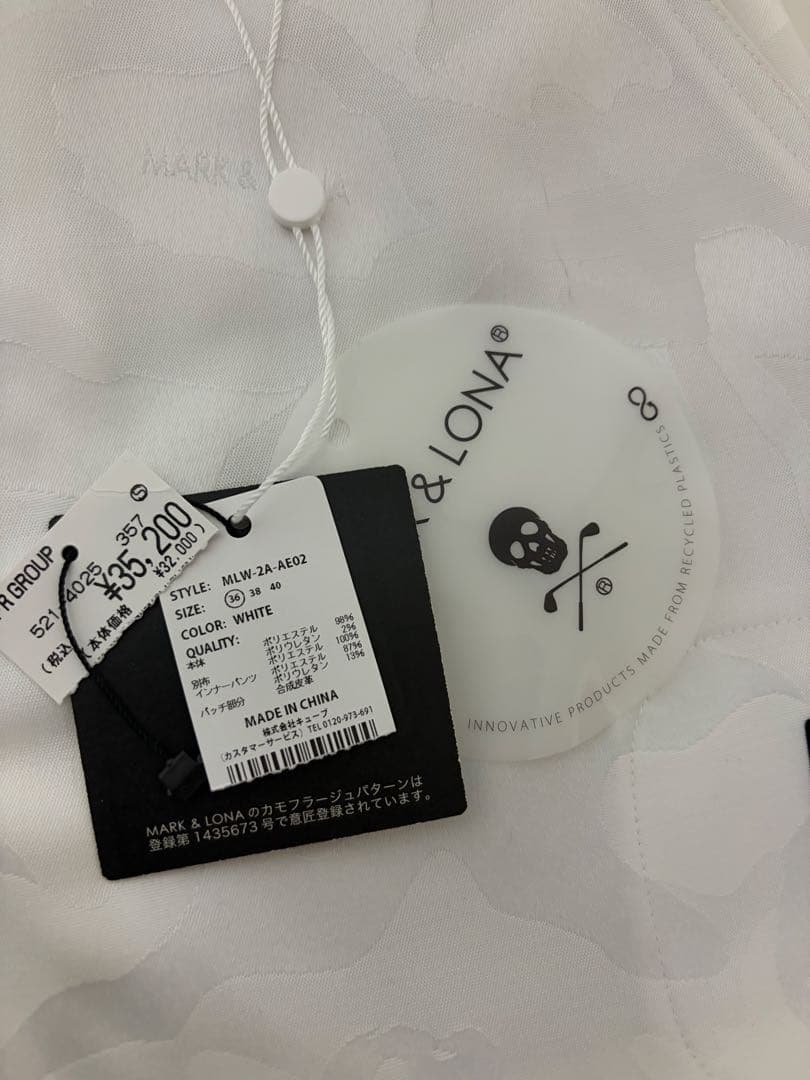 MARK &
& LONA®
®
INNOVATIVE PRODUCTS MADE FROM RECYCLED PLASTICS
R GROUP
4025
357
¥35,200
本体価格
¥32,000)
STYLE: MLW-2A-AE02
SIZE: 36 38 40
COLOR: WHITE
QUALITY:
本体 ポリエステル 98%
ポリウレタン 2%
別布 ポリエステル 100%
インナーパンツ ポリエステル 87%
ポリウレタン 13%
パッチ部分 合成皮革
MADE IN CHINA
株式会社キューブ
(カスタマーサービス) TEL0120-973-691
MARK & LONA のカモフラージュパターンは
登録第 1435673 号で意匠登録されています。